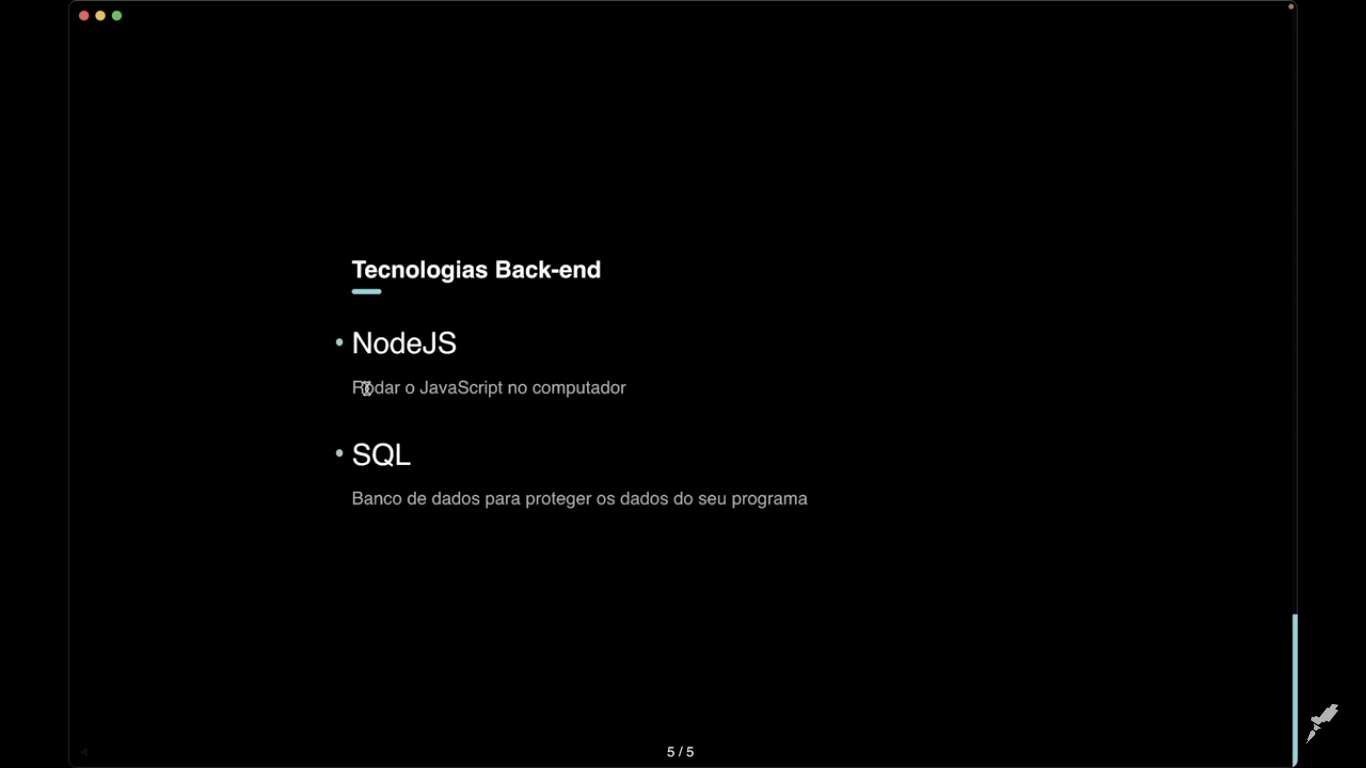 Tecnologias Back-end
NodeJS
Rodar o JavaScript no computador
SQL
Banco de dados para proteger os dados do seu programa
5 / 5